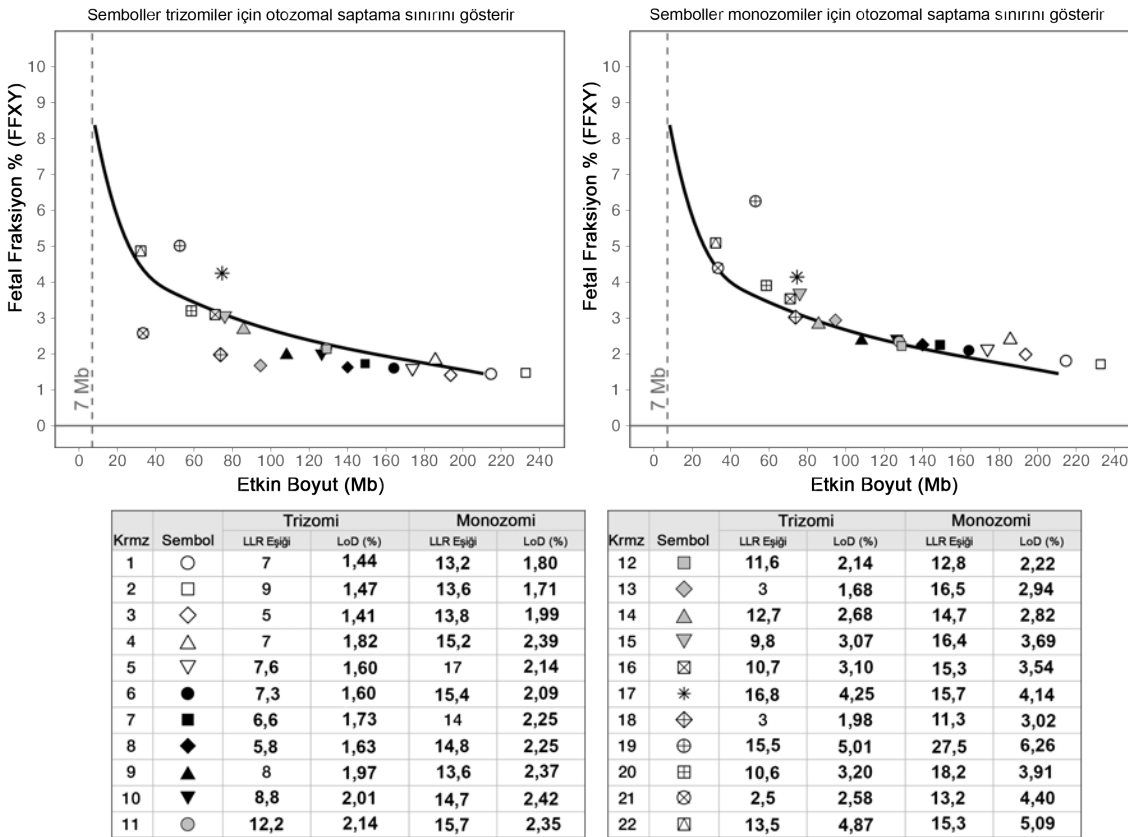 Semboller trizomiler için otozomal saptama sınırını gösterir
Fetal Fraksiyon % (FFXY)
10
9
8
7
6
5
4
3
2
1
0
7 Mb
0 20 40 60 80 100 120 140 160 180 200 220 240
Etkin Boyut (Mb)
Semboller monozomiler için otozomal saptama sınırını gösterir
Fetal Fraksiyon % (FFXY)
10
9
8
7
6
5
4
3
2
1
0
7 Mb
0 20 40 60 80 100 120 140 160 180 200 220 240
Etkin Boyut (Mb)
Krmz Sembol Trizomi Monozomi
LLR Eşiği LoD (%) LLR Eşiği LoD (%)
1 7 1,44 13,2 1,80
2 9 1,47 13,6 1,71
3 5 1,41 13,8 1,99
4 7 1,82 15,2 2,39
5 7,6 1,60 17 2,14
6 7,3 1,60 15,4 2,09
7 6,6 1,73 14 2,25
8 5,8 1,63 14,8 2,25
9 8 1,97 13,6 2,37
10 8,8 2,01 14,7 2,42
11 12,2 2,14 15,7 2,35
Krmz Sembol Trizomi Monozomi
LLR Eşiği LoD (%) LLR Eşiği LoD (%)
12 11,6 2,14 12,8 2,22
13 3 1,68 16,5 2,94
14 12,7 2,68 14,7 2,82
15 9,8 3,07 16,4 3,69
16 10,7 3,10 15,3 3,54
17 16,8 4,25 15,7 4,14
18 3 1,98 11,3 3,02
19 15,5 5,01 27,5 6,26
20 10,6 3,20 18,2 3,91
21 2,5 2,58 13,2 4,40
22 13,5 4,87 15,3 5,09